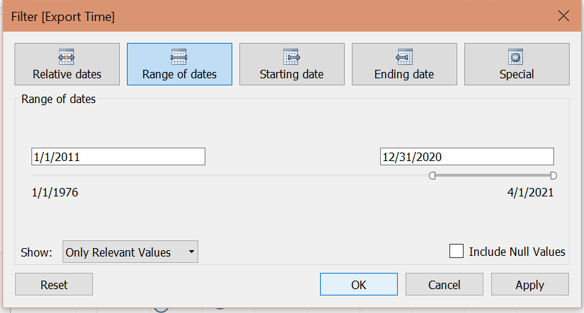 Filter [Export Time]
Relative dates
Range of dates
Starting date
Ending date
Special
Range of dates
1/1/2011
12/31/2020
1/1/1976
4/1/2021
Show: Only Relevant Values
Include Null Values
Reset
OK
Cancel
Apply